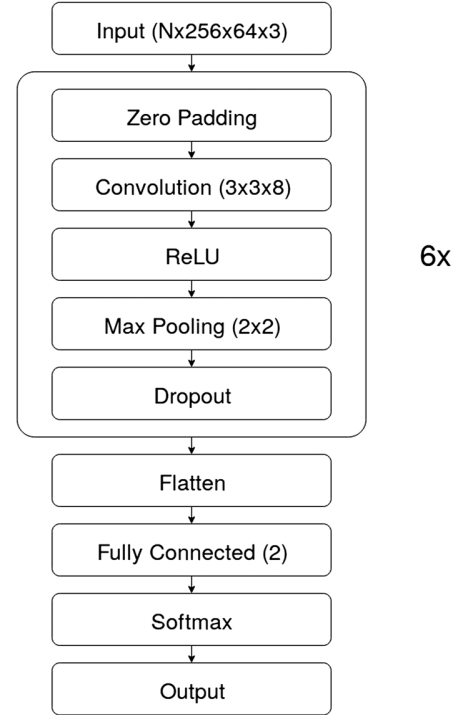 Input (Nx256x64x3)
Zero Padding
Convolution (3x3x8)
ReLU
6x
Max Pooling (2x2)
Dropout
Flatten
Fully Connected (2)
Softmax
Output